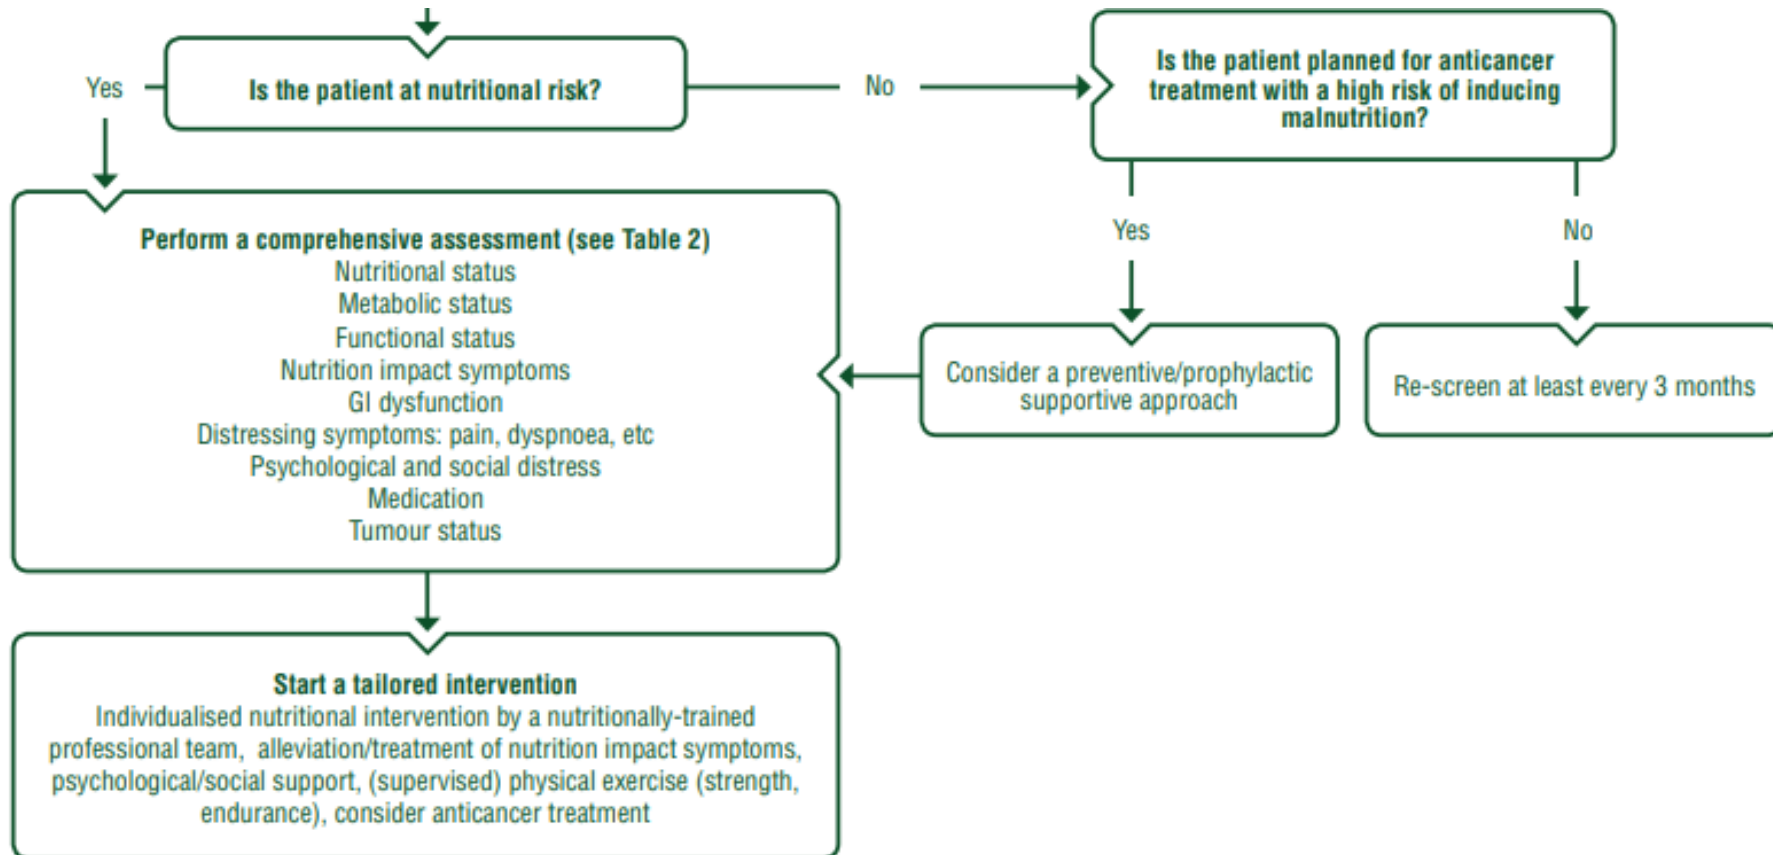 Yes
Is the patient at nutritional risk?
No
Is the patient planned for anticancer
treatment with a high risk of inducing
malnutrition?
Perform a comprehensive assessment (see Table 2)
Nutritional status
Metabolic status
Functional status
Nutrition impact symptoms
GI dysfunction
Distressing symptoms: pain, dyspnoea, etc
Psychological and social distress
Medication
Tumour status
Yes
No
Consider a preventive/prophylactic
supportive approach
Re-screen at least every 3 months
Start a tailored intervention
Individualised nutritional intervention by a nutritionally-trained
professional team, alleviation/treatment of nutrition impact symptoms,
psychological/social support, (supervised) physical exercise (strength,
endurance), consider anticancer treatment